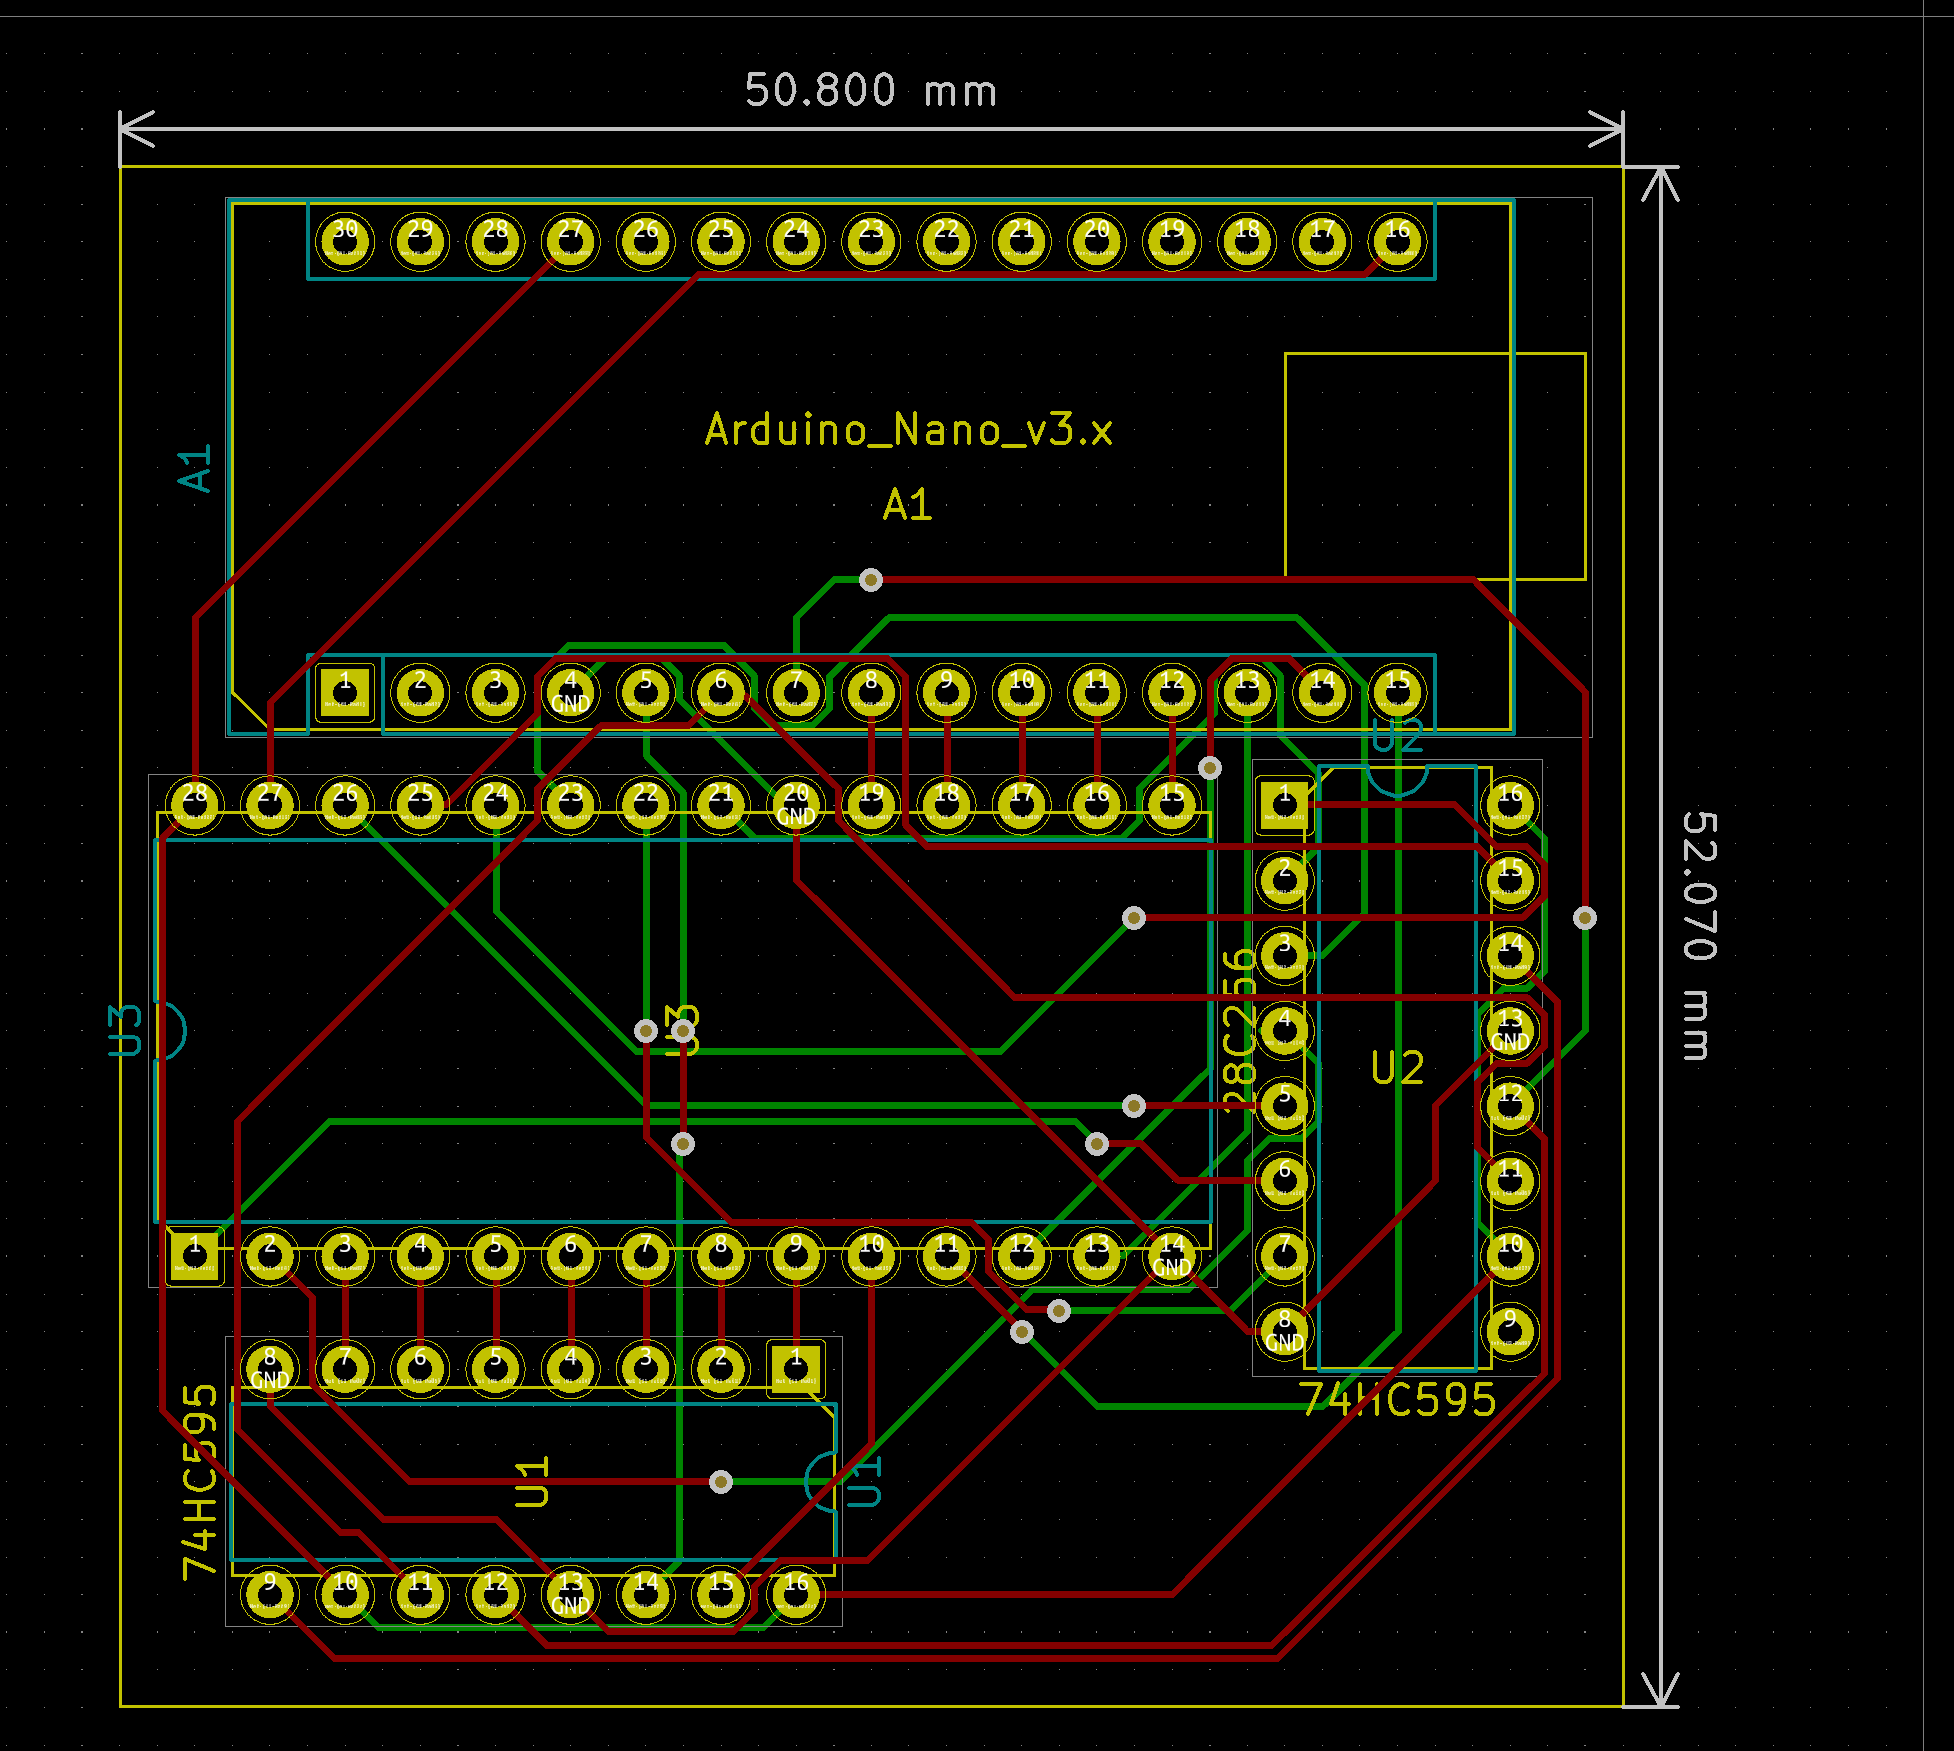 50.800 mm
30 29 28 27 26 25 24 23 22 21 20 19 18 17 16
Arduino_Nano_v3.x
A1
A1
1 2 3 4 5 6 7 8 9 10 11 12 13 14 15
GND
U2
28 27 26 25 24 23 22 21 20 19 18 17 16 15
GND
1 16
2 15
3 14
4 13
GND
5 12
6 11
7 10
8 9
GND
52.070 mm
U3
U3
28C256
U2
1 2 3 4 5 6 7 8 9 10 11 12 13 14
GND
8 7 6 5 4 3 2 1
GND
74HC595
74HC595
U1
U1
9 10 11 12 13 14 15 16
GND